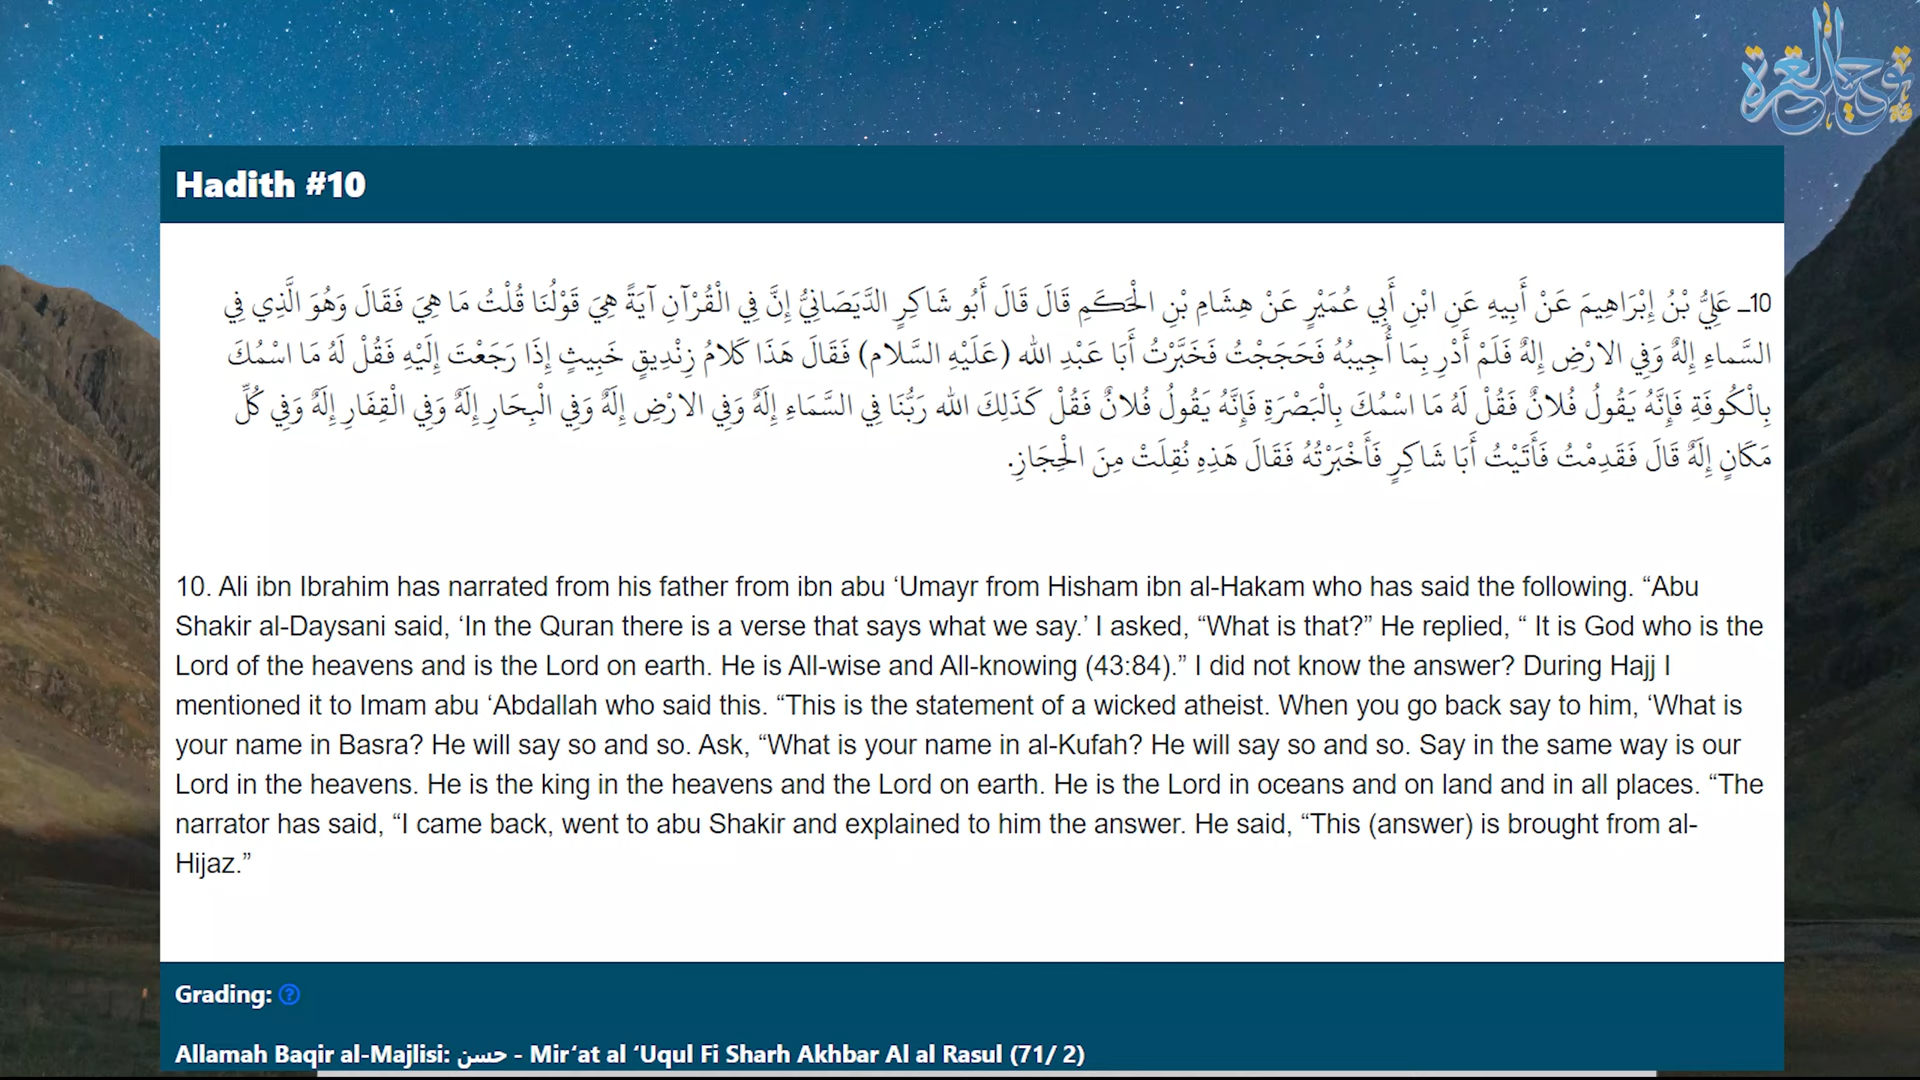 توحيد العترة
Hadith #10
10ـ عَلِيُّ بْنُ إِبْرَاهِيمَ عَنْ أَبِيهِ عَنِ ابْنِ أَبِي عُمَيْرٍ عَنْ هِشَامِ بْنِ الْحَكَمِ قَالَ قَالَ أَبُو شَاكِرٍ الدَّيَصَانِيُّ إِنَّ فِي الْقُرْآنِ آيَةً هِيَ قَوْلُنَا قُلْتُ مَا هِيَ فَقَالَ وَهُوَ الَّذِي فِي
السَّماءِ إِلهٌ وَفِي الارْضِ إِلهٌ فَلَمْ أَدْرِ بِمَا أُجِيبُهُ فَحَجَجْتُ فَخَبَّرْتُ أَبَا عَبْدِ الله (عَلَيْهِ السَّلام) فَقَالَ هَذَا كَلامُ زِنْدِيقٍ خَبِيثٍ إِذَا رَجَعْتَ إِلَيْهِ فَقُلْ لَهُ مَا اسْمُكَ
بِالْكُوفَةِ فَإِنَّهُ يَقُولُ فُلانٌ فَقُلْ لَهُ مَا اسْمُكَ بِالْبَصْرَةِ فَإِنَّهُ يَقُولُ فُلانٌ فَقُلْ كَذَلِكَ الله رَبُّنَا فِي السَّمَاءِ إِلَهٌ وَفِي الارْضِ إِلَهٌ وَفِي الْبِحَارِ إِلَهٌ وَفِي الْقِفَارِ إِلَهٌ وَفِي كُلِّ
مَكَانٍ إِلَهٌ قَالَ فَقَدِمْتُ فَأَتَيْتُ أَبَا شَاكِرٍ فَأَخْبَرْتُهُ فَقَالَ هَذِهِ نُقِلَتْ مِنَ الْحِجَازِ.
10. Ali ibn Ibrahim has narrated from his father from ibn abu ‘Umayr from Hisham ibn al-Hakam who has said the following. “Abu
Shakir al-Daysani said, ‘In the Quran there is a verse that says what we say.’ I asked, “What is that?” He replied, “ It is God who is the
Lord of the heavens and is the Lord on earth. He is All-wise and All-knowing (43:84).” I did not know the answer? During Hajj I
mentioned it to Imam abu ‘Abdallah who said this. “This is the statement of a wicked atheist. When you go back say to him, ‘What is
your name in Basra? He will say so and so. Ask, “What is your name in al-Kufah? He will say so and so. Say in the same way is our
Lord in the heavens. He is the king in the heavens and the Lord on earth. He is the Lord in oceans and on land and in all places. “The
narrator has said, “I came back, went to abu Shakir and explained to him the answer. He said, “This (answer) is brought from al-
Hijaz.”
Grading:
Allamah Baqir al-Majlisi: حسن - Mir‘at al ‘Uqul Fi Sharh Akhbar Al al Rasul (71/ 2)